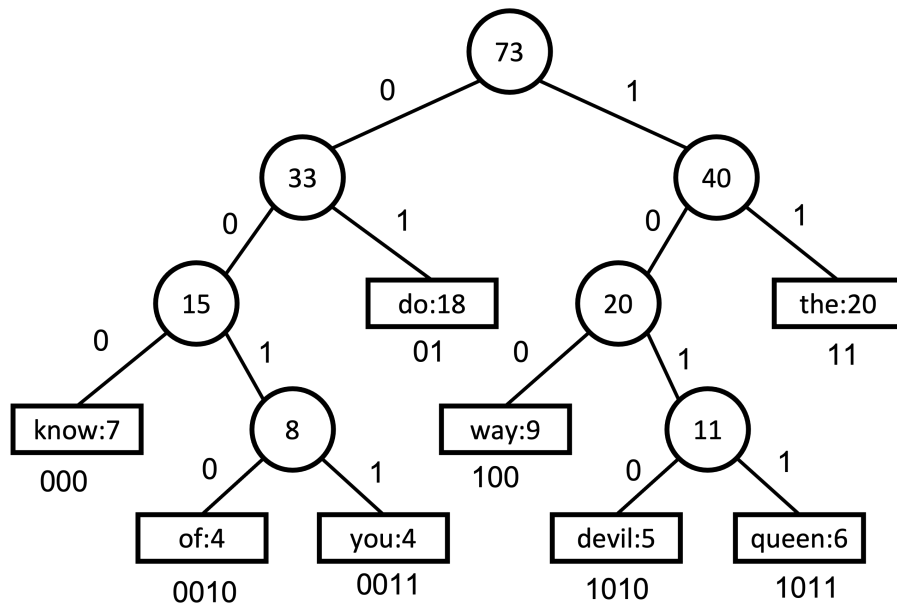 73
0 1
33 40
0 1 0 1
15 do:18 20 the:20
0 1 01 0 1 11
know:7 8 way:9 11
000 0 1 100 0 1
of:4 you:4 devil:5 queen:6
0010 0011 1010 1011